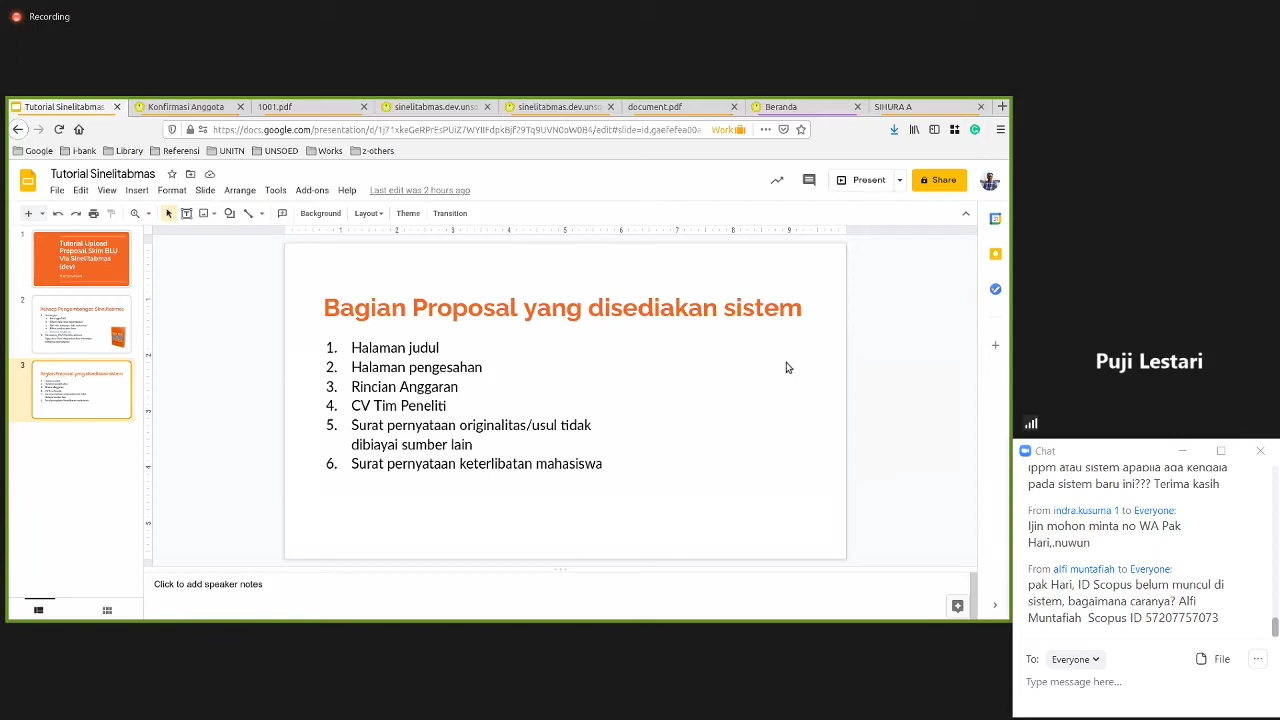 Recording
Tutorial Sinelitabmas
Konfirmasi Anggota
1001.pdf
sinelitabmas.dev.unso
sinelitabmas.dev.unso
document.pdf
Beranda
SIHURA A
Work
Google
i-bank
Library
Referensi
UNITN
UNSOED
Works
z-others
Tutorial Sinelitabmas
File Edit View Insert Format Slide Arrange Tools Add-ons Help
Last edit was 2 hours ago
Present
Share
Background Layout Theme Transition
1
Tutorial Upload
Proposal Skim BLU
Via Sinelitabmas
(dev)
2
3
Bagian Proposal yang disediakan sistem
1. Halaman judul
2. Halaman pengesahan
3. Rincian Anggaran
4. CV Tim Peneliti
5. Surat pernyataan originalitas/usul tidak
dibiayai sumber lain
6. Surat pernyataan keterlibatan mahasiswa
Click to add speaker notes
Puji Lestari
Chat
lppm atau sistem apabila ada kendala
pada sistem baru ini??? Terima kasih
From indra.kusuma 1 to Everyone:
Ijin mohon minta no WA Pak
Hari,.nuwun
From alfi muntafiah to Everyone:
pak Hari, ID Scopus belum muncul di
sistem, bagaimana caranya? Alfi
Muntafiah Scopus ID 57207757073
To: Everyone
File
Type message here...